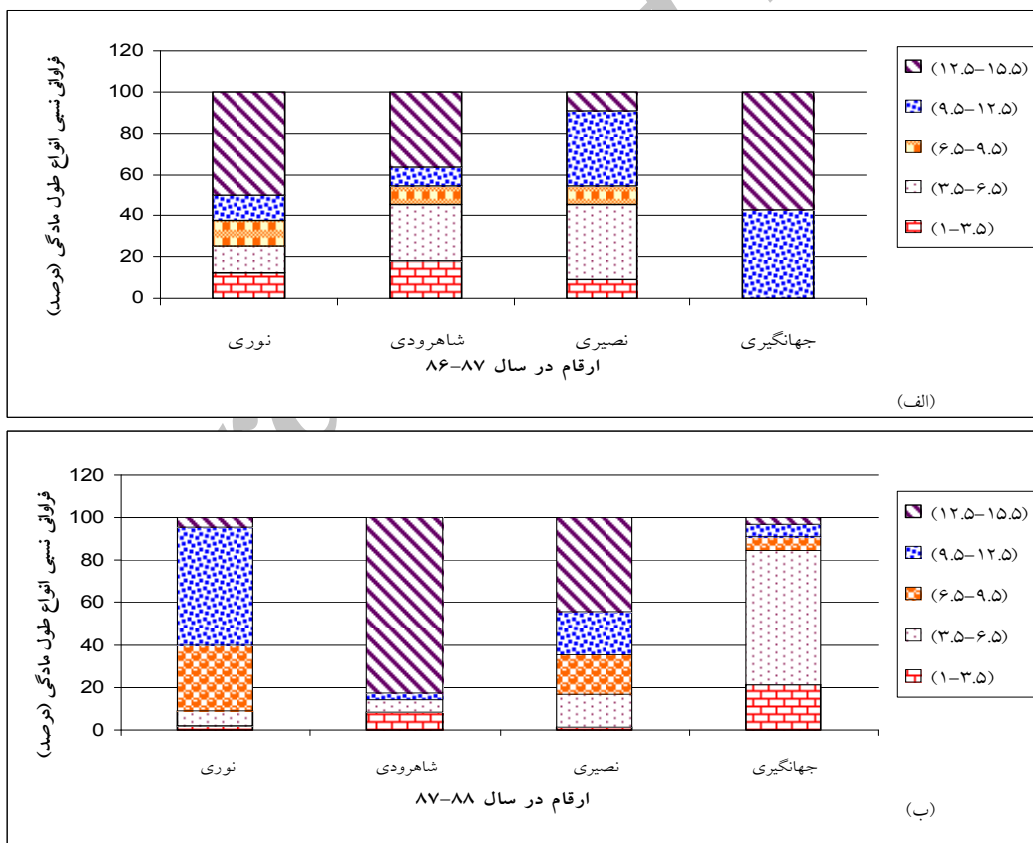 فراوانی نسبی انواع طول مادگی (درصد)
120
100
80
60
40
20
0
نوری
شاهرودی
نصیری
جهانگیری
ارقام در سال ۸۷-۸۶
(۱۲.۵-۱۵.۵)
(۹.۵-۱۲.۵)
(۶.۵-۹.۵)
(۳.۵-۶.۵)
(۱-۳.۵)
(الف)
فراوانی نسبی انواع طول مادگی (درصد)
120
100
80
60
40
20
0
نوری
شاهرودی
نصیری
جهانگیری
ارقام در سال ۸۸-۸۷
(۱۲.۵-۱۵.۵)
(۹.۵-۱۲.۵)
(۶.۵-۹.۵)
(۳.۵-۶.۵)
(۱-۳.۵)
(ب)